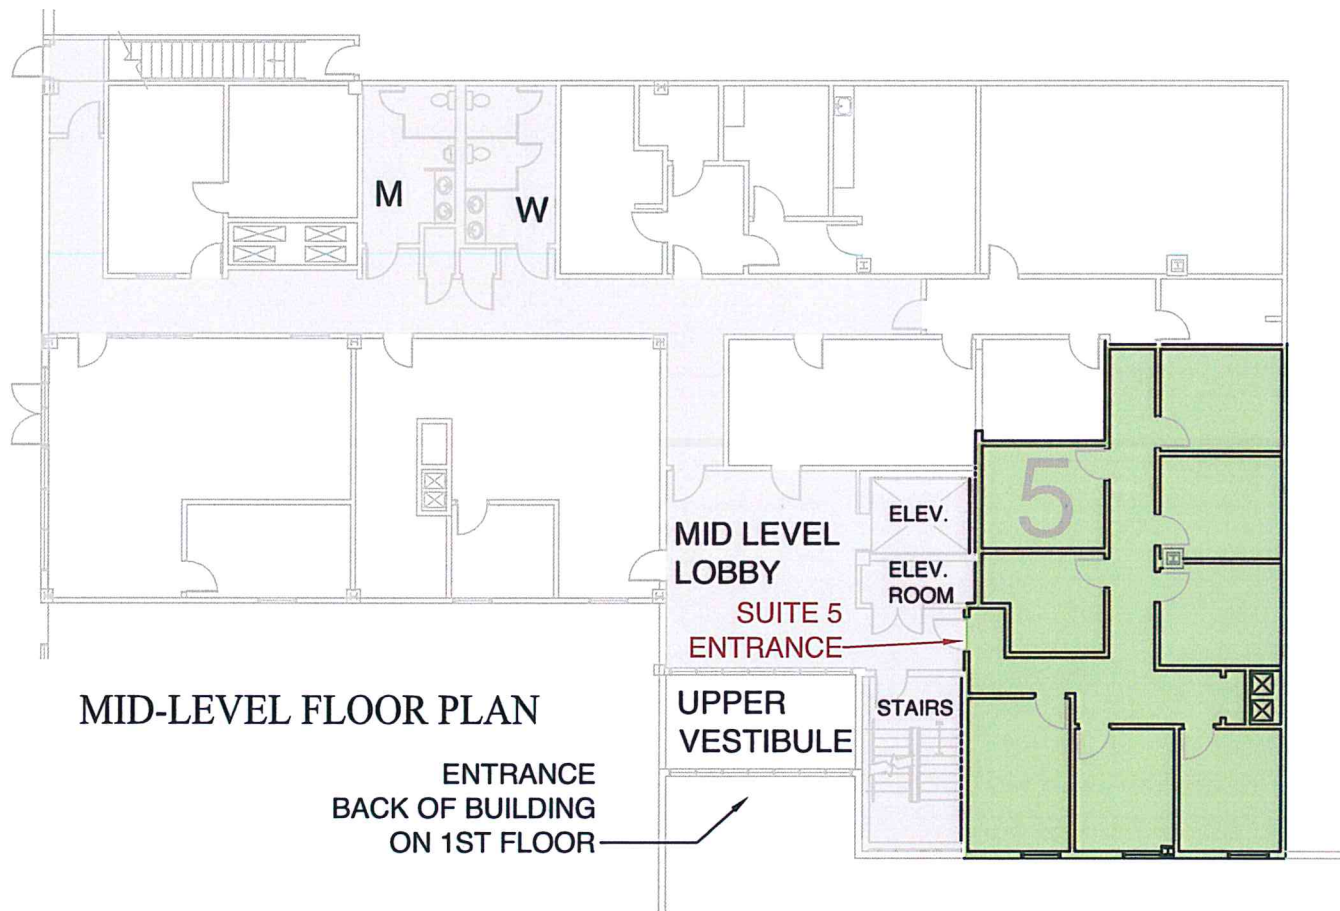 M
W
5
ELEV.
MID LEVEL
LOBBY
ELEV.
ROOM
SUITE 5
ENTRANCE
MID-LEVEL FLOOR PLAN
UPPER
VESTIBULE
STAIRS
ENTRANCE
BACK OF BUILDING
ON 1ST FLOOR